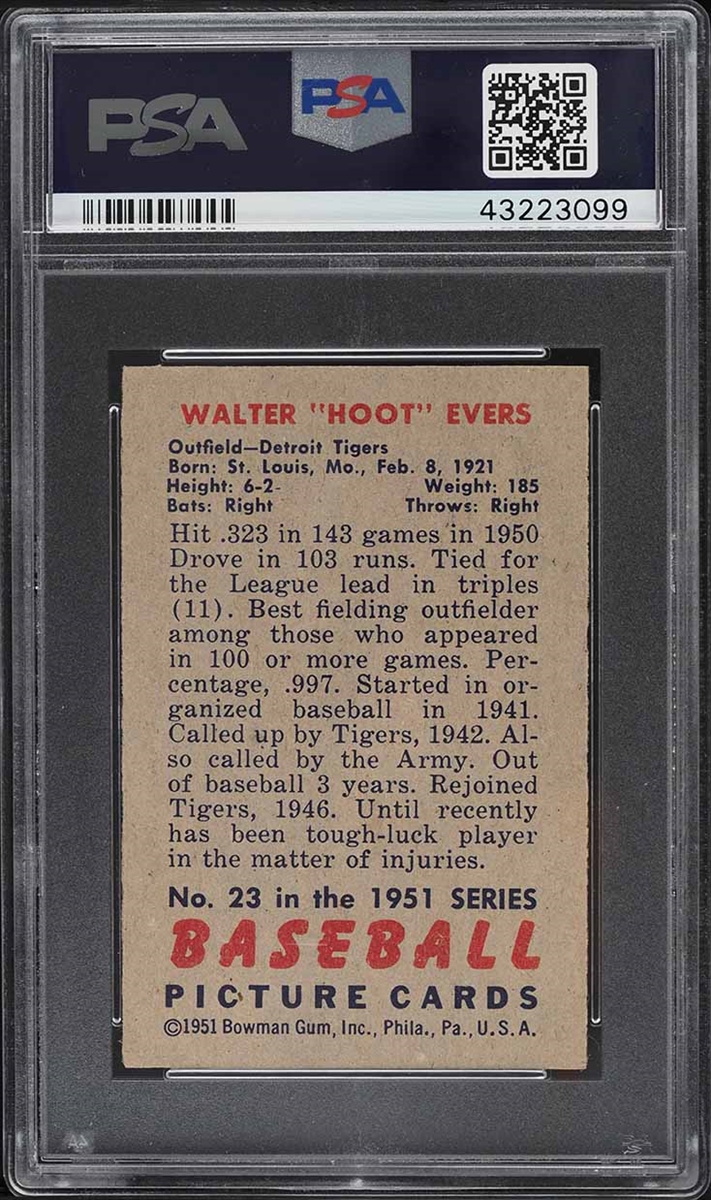 PSA
PSA
43223099
WALTER "HOOT" EVERS
Outfield—Detroit Tigers
Born: St. Louis, Mo., Feb. 8, 1921
Height: 6-2- Weight: 185
Bats: Right Throws: Right
Hit .323 in 143 games in 1950
Drove in 103 runs. Tied for
the League lead in triples
(11). Best fielding outfielder
among those who appeared
in 100 or more games. Per-
centage, .997. Started in or-
ganized baseball in 1941.
Called up by Tigers, 1942. Al-
so called by the Army. Out
of baseball 3 years. Rejoined
Tigers, 1946. Until recently
has been tough-luck player
in the matter of injuries.
No. 23 in the 1951 SERIES
BASEBALL
PICTURE CARDS
©1951 Bowman Gum, Inc., Phila., Pa., U.S.A.